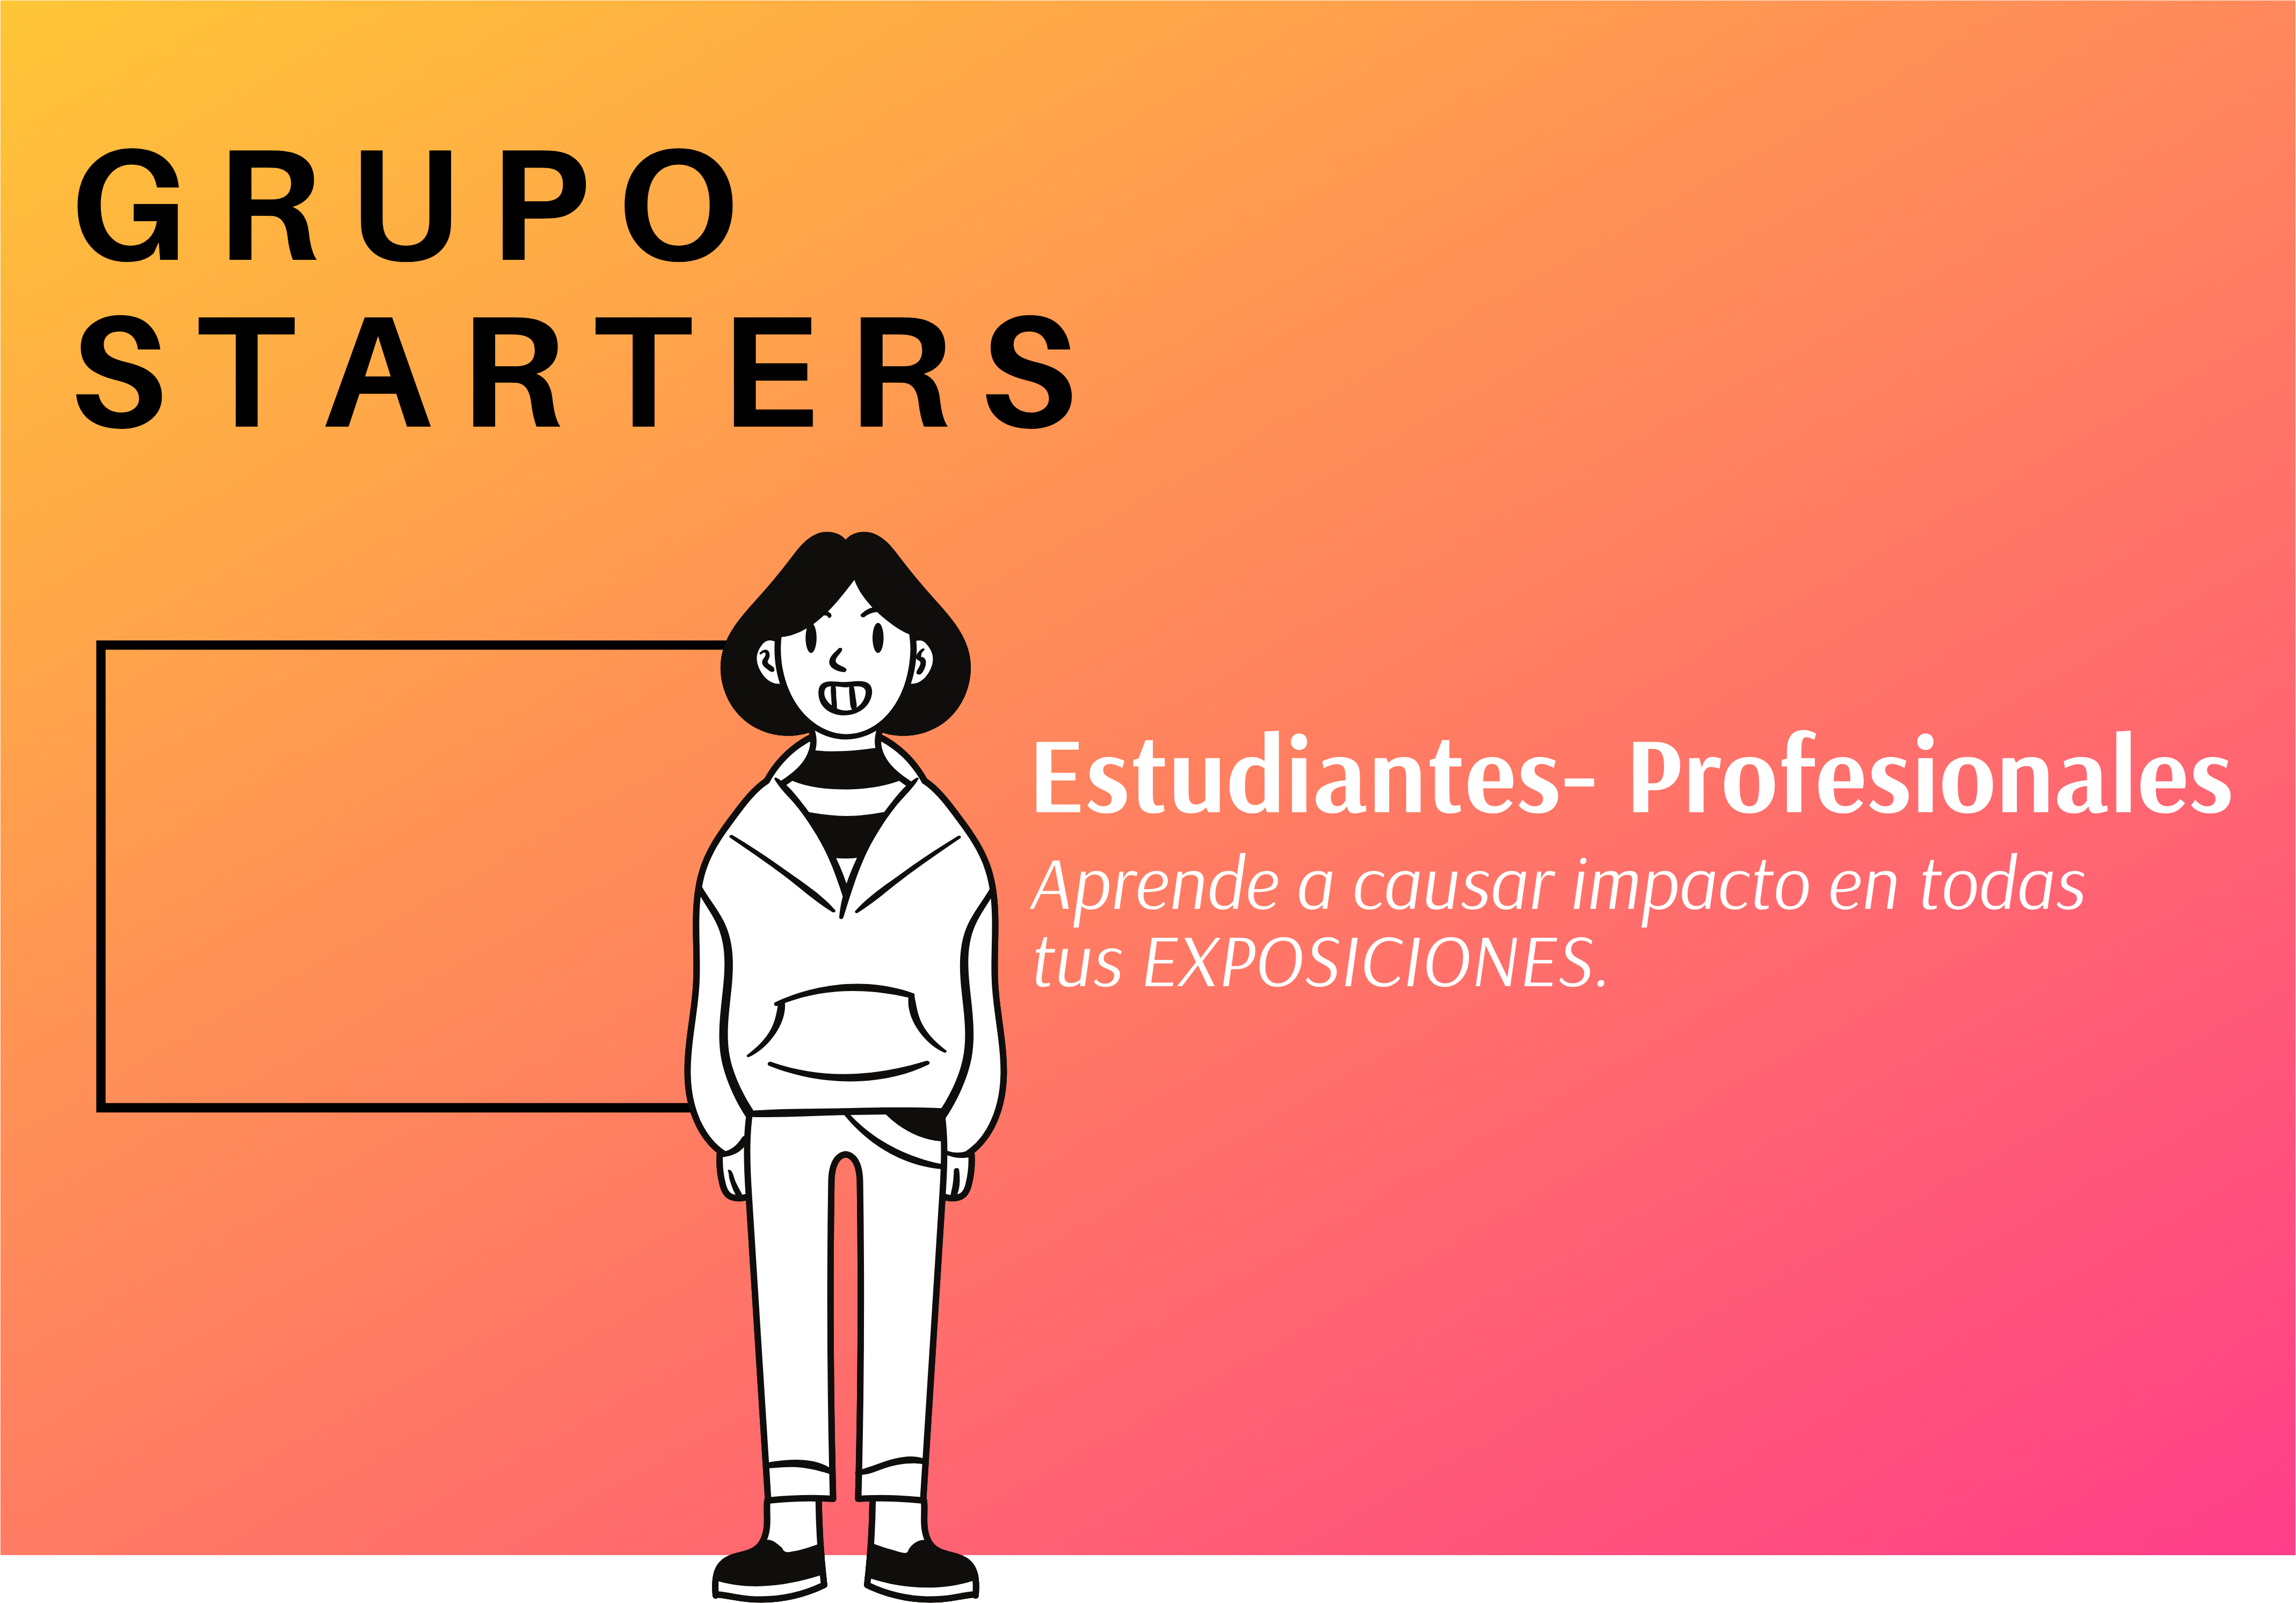 GRUPO
STARTERS
Estudiantes- Profesionales
Aprende a causar impacto en todas
tus EXPOSICIONES.